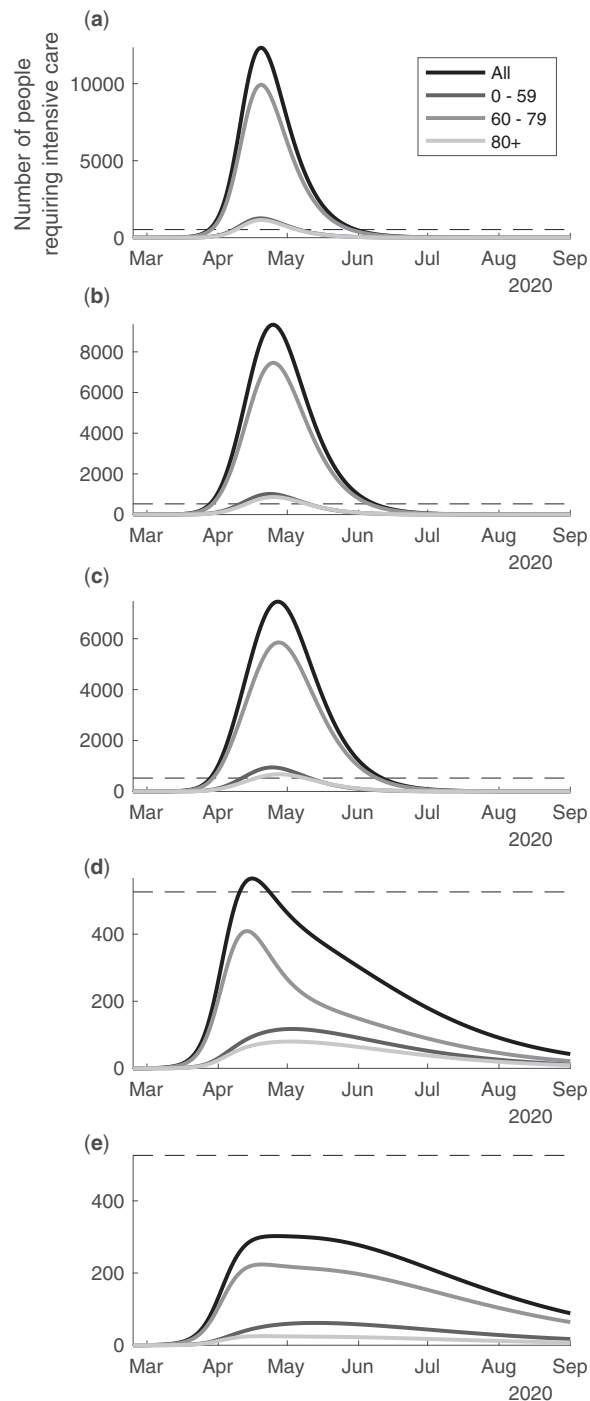 (a)
Number of people
requiring intensive care
10000
5000
0
All
0 - 59
60 - 79
80+
Mar Apr May Jun Jul Aug Sep
2020
(b)
8000
6000
4000
2000
0
Mar Apr May Jun Jul Aug Sep
2020
(c)
6000
4000
2000
0
Mar Apr May Jun Jul Aug Sep
2020
(d)
400
200
0
Mar Apr May Jun Jul Aug Sep
2020
(e)
400
200
0
Mar Apr May Jun Jul Aug Sep
2020